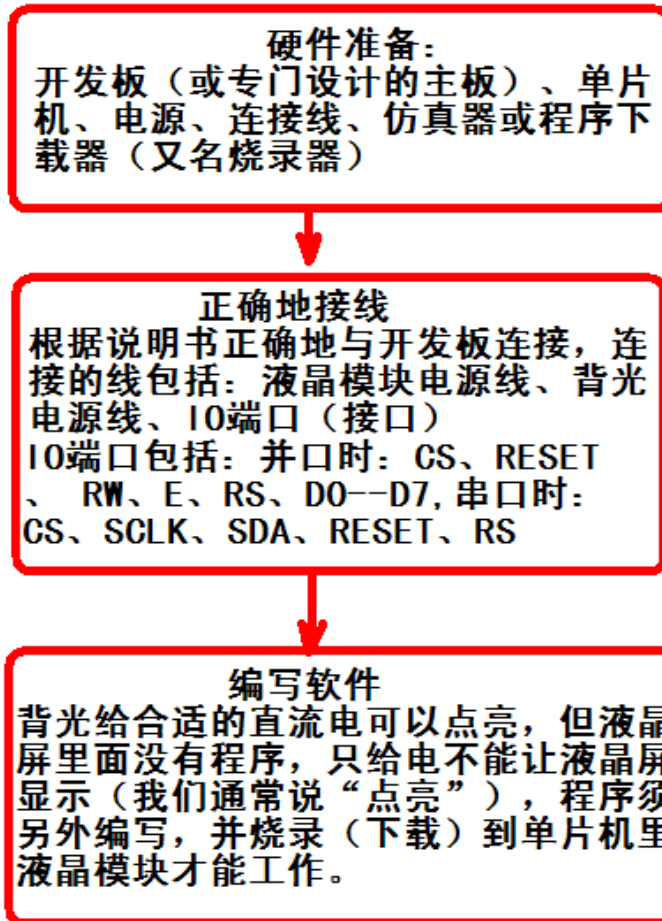 硬件准备：
开发板（或专门设计的主板）、单片
机、电源、连接线、仿真器或程序下
载器（又名烧录器）
正确地接线
根据说明书正确地与开发板连接，连
接的线包括：液晶模块电源线、背光
电源线、IO端口（接口）
IO端口包括：并口时：CS、RESET
、 RW、E、RS、D0--D7,串口时：
CS、SCLK、SDA、RESET、RS
编写软件
背光给合适的直流电可以点亮，但液晶
屏里面没有程序，只给电不能让液晶屏
显示（我们通常说“点亮”），程序须
另外编写，并烧录（下载）到单片机里
液晶模块才能工作。